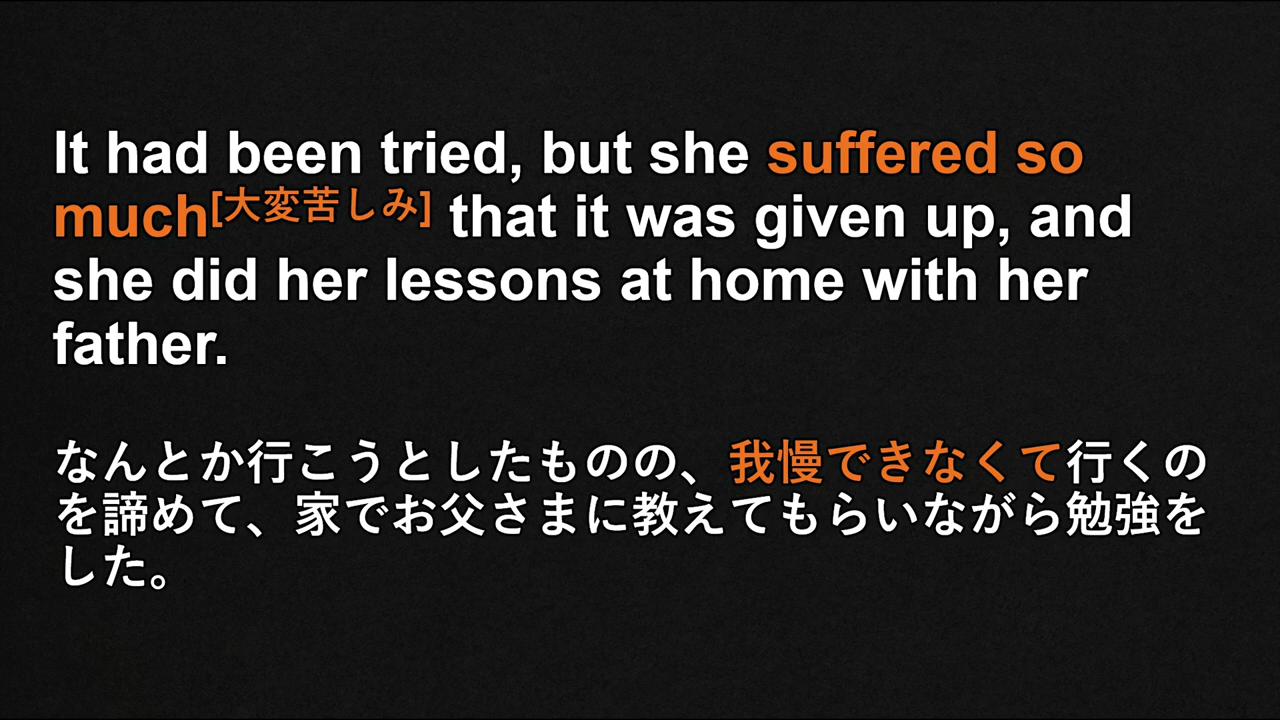 It had been tried, but she suffered so
much[大変苦しみ] that it was given up, and
she did her lessons at home with her
father.
なんとか行こうとしたものの、我慢できなくて行くの
を諦めて、家でお父さまに教えてもらいながら勉強を
した。